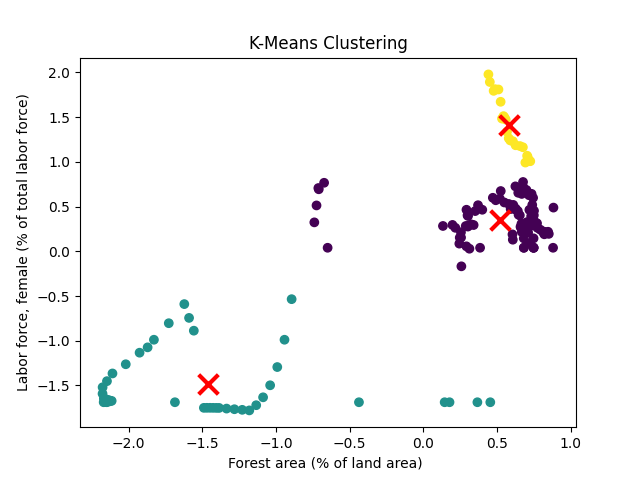 K-Means Clustering
2.0
1.5
1.0
0.5
0.0
−0.5
−1.0
−1.5
Labor force, female (% of total labor force)
−2.0 −1.5 −1.0 −0.5 0.0 0.5 1.0
Forest area (% of land area)